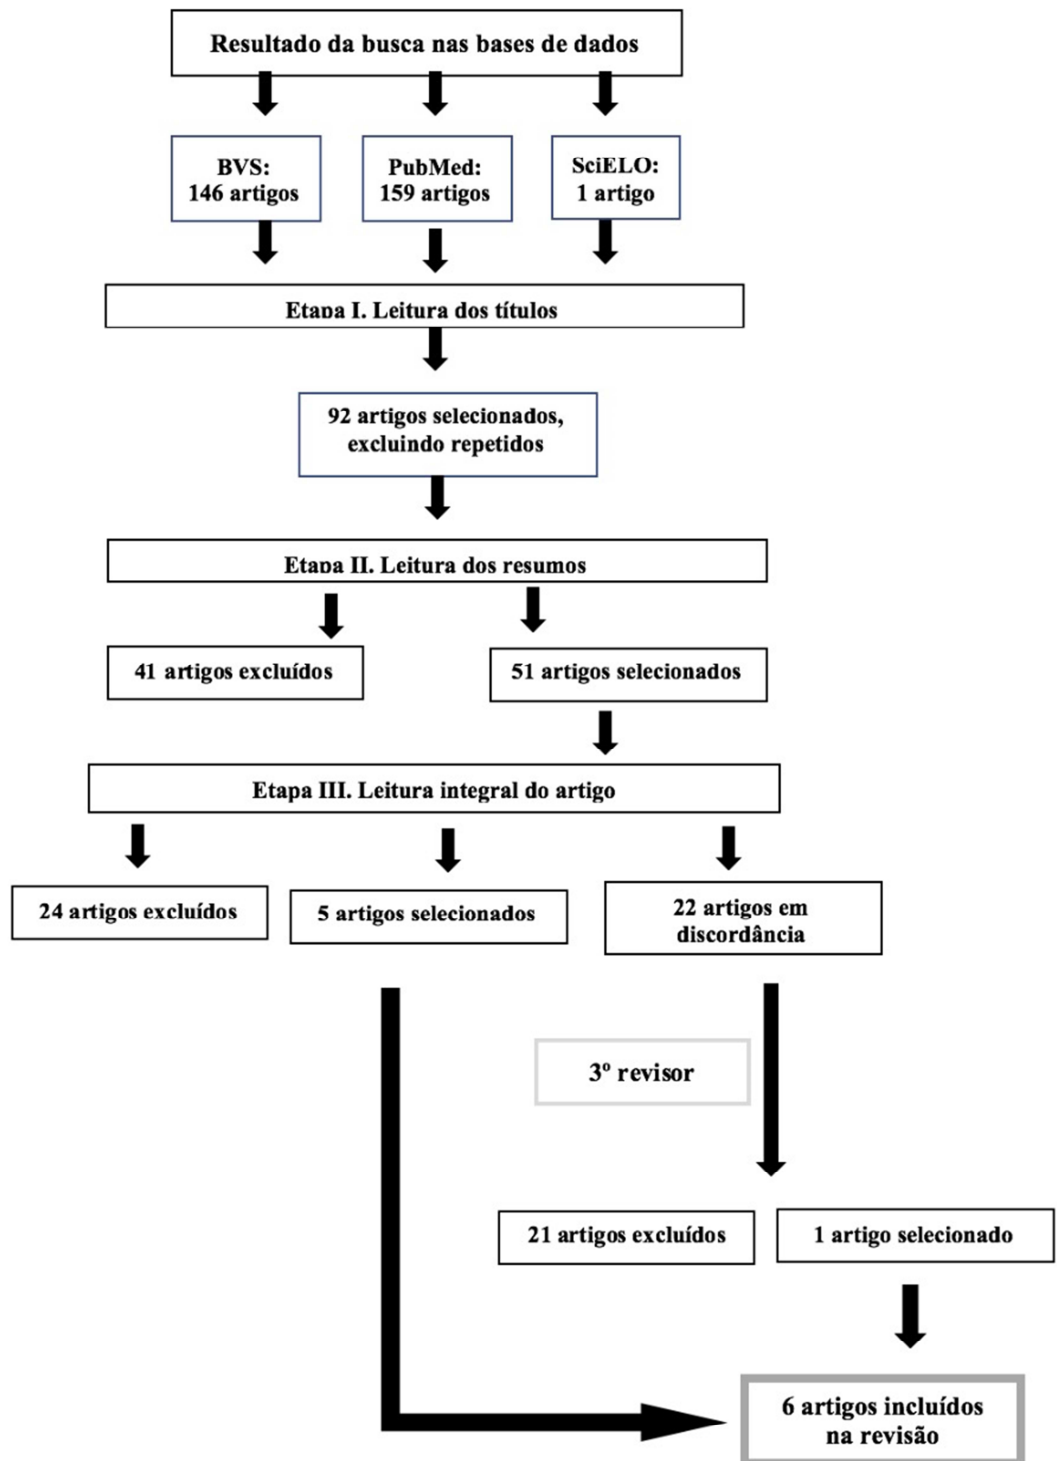 Resultado da busca nas bases de dados
BVS:
146 artigos
PubMed:
159 artigos
SciELO:
1 artigo
Etapa I. Leitura dos títulos
92 artigos selecionados,
excluindo repetidos
Etapa II. Leitura dos resumos
41 artigos excluídos
51 artigos selecionados
Etapa III. Leitura integral do artigo
24 artigos excluídos
5 artigos selecionados
22 artigos em
discordância
3º revisor
21 artigos excluídos
1 artigo selecionado
6 artigos incluídos
na revisão